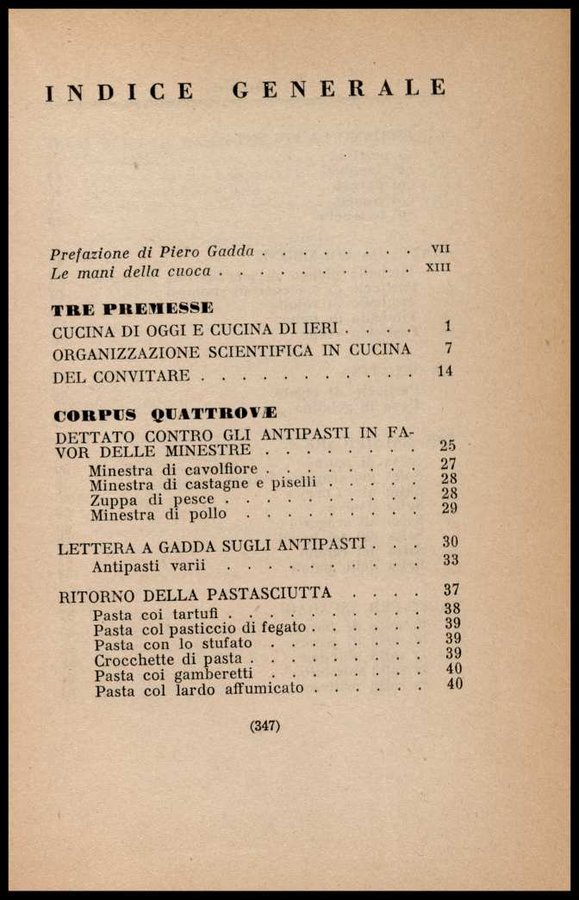 INDICE GENERALE
Prefazione di Piero Gadda . . . . . . . . VII
Le mani della cuoca . . . . . . . . . . XIII
TRE PREMESSE
CUCINA DI OGGI E CUCINA DI IERI . . . . 1
ORGANIZZAZIONE SCIENTIFICA IN CUCINA 7
DEL CONVITARE . . . . . . . . . . . 14
CORPUS QUATTROVÆ
DETTATO CONTRO GLI ANTIPASTI IN FA-
VOR DELLE MINESTRE . . . . . . . . 25
Minestra di cavolfiore . . . . . . . . 27
Minestra di castagne e piselli . . . . . 28
Zuppa di pesce . . . . . . . . . . 28
Minestra di pollo . . . . . . . . . 29
LETTERA A GADDA SUGLI ANTIPASTI . . . 30
Antipasti varii . . . . . . . . . . 33
RITORNO DELLA PASTASCIUTTA . . . . 37
Pasta coi tartufi . . . . . . . . . . 38
Pasta col pasticcio di fegato . . . . . . 39
Pasta con lo stufato . . . . . . . . 39
Crocchette di pasta . . . . . . . . . 39
Pasta coi gamberetti . . . . . . . . 40
Pasta col lardo affumicato . . . . . . 40
(347)